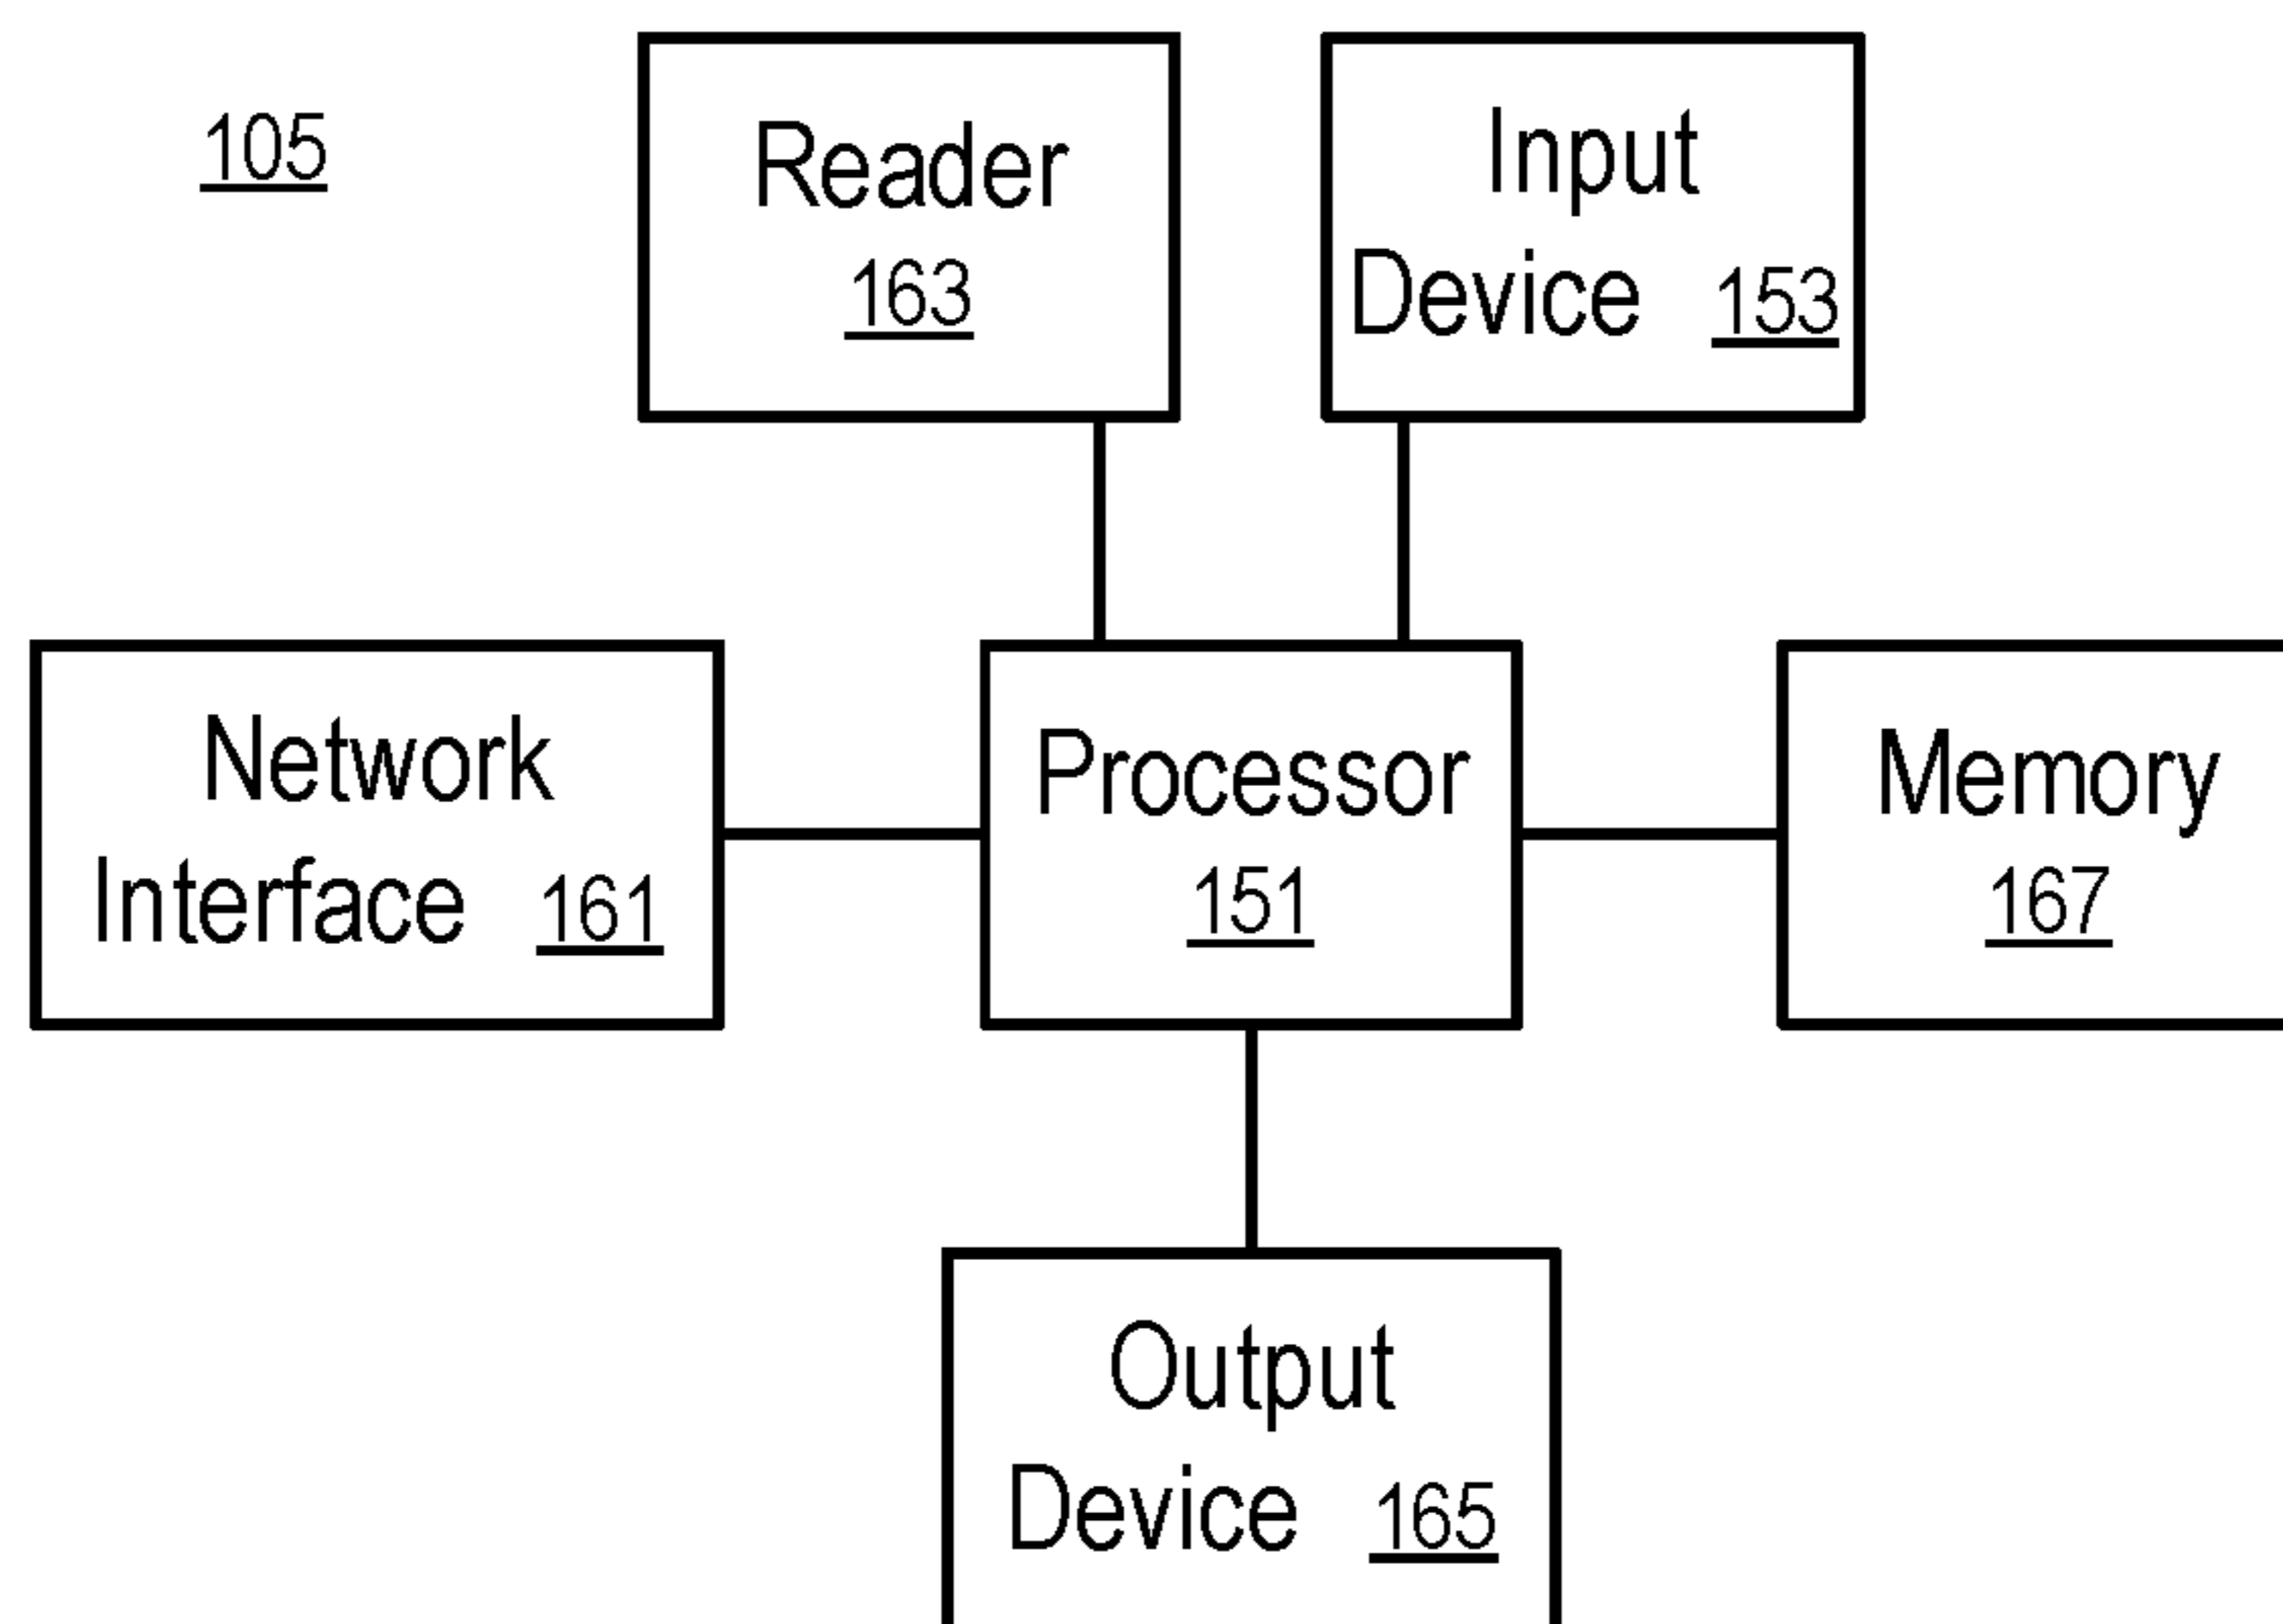 105
Reader
163
Input
Device 153
Network
Interface 161
Processor
151
Memory
167
Output
Device 165